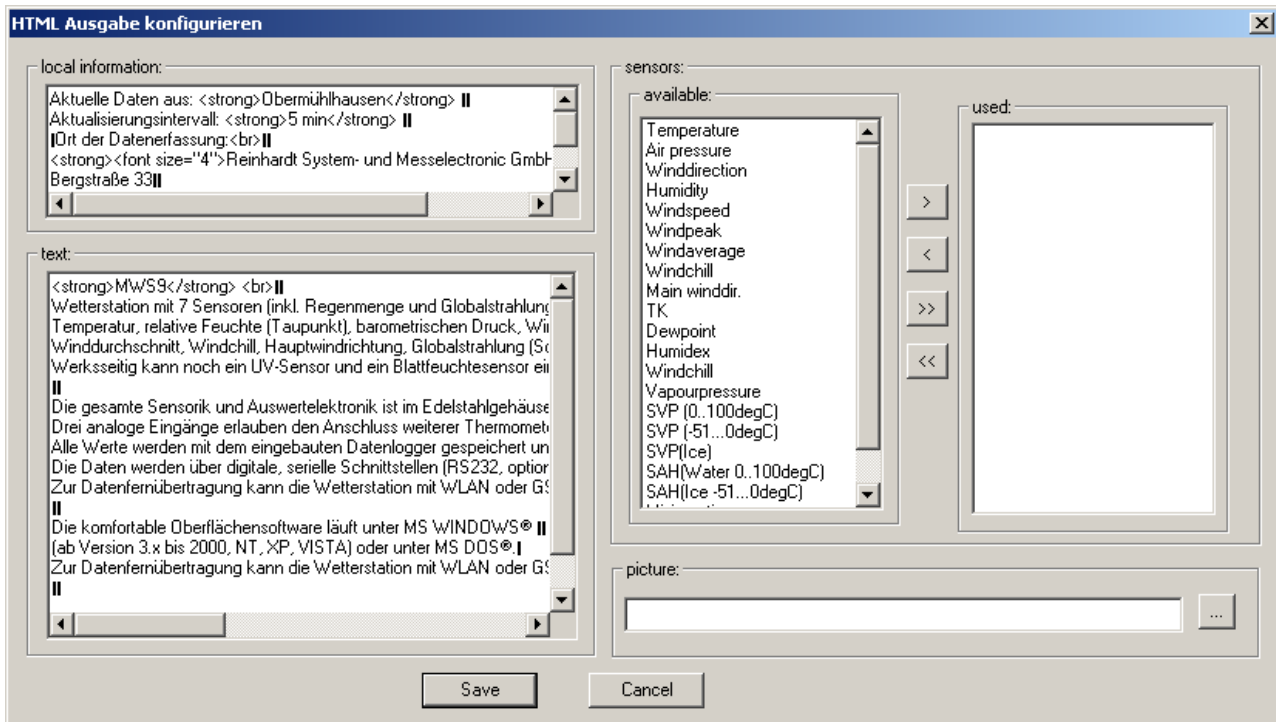 HTML Ausgabe konfigurieren
local information:
Aktuelle Daten aus: <strong>Obermühlhausen</strong>
Aktualisierungsintervall: <strong>5 min</strong>
Ort der Datenerfassung:<br>
<strong><font size="4">Reinhardt System- und Messelectronic GmbH
Bergstraße 33
text:
<strong>MWS9</strong> <br>
Wetterstation mit 7 Sensoren (inkl. Regenmenge und Globalstrahlung
Temperatur, relative Feuchte (Taupunkt), barometrischen Druck,
Winddurchschnitt, Windchill, Hauptwindrichtung, Globalstrahlung
Werksseitig kann noch ein UV-Sensor und ein Blattfeuchtesensor
Die gesamte Sensorik und Auswertelektronik ist im Edelstahlgehäuse
Drei analoge Eingänge erlauben den Anschluss weiterer
Alle Werte werden mit dem eingebauten Datenlogger gespeichert
Die Daten werden über digitale, serielle Schnittstellen (RS232,
Zur Datenfernübertragung kann die Wetterstation mit WLAN oder
Die komfortable Oberflächensoftware läuft unter MS WINDOWS®
(ab Version 3.x bis 2000, NT, XP, VISTA) oder unter MS DOS®.
Zur Datenfernübertragung kann die Wetterstation mit WLAN oder
sensors:
available:
Temperature
Air pressure
Winddirection
Humidity
Windspeed
Windpeak
Windaverage
Windchill
Main winddir.
TK
Dewpoint
Humidex
Windchill
Vapourpressure
SVP (0..100degC)
SVP (-51...0degC)
SVP(Ice)
SAH(Water 0..100degC)
SAH(Ice -51...0degC)
>
<
>>
<<
used:
picture:
...
Save
Cancel